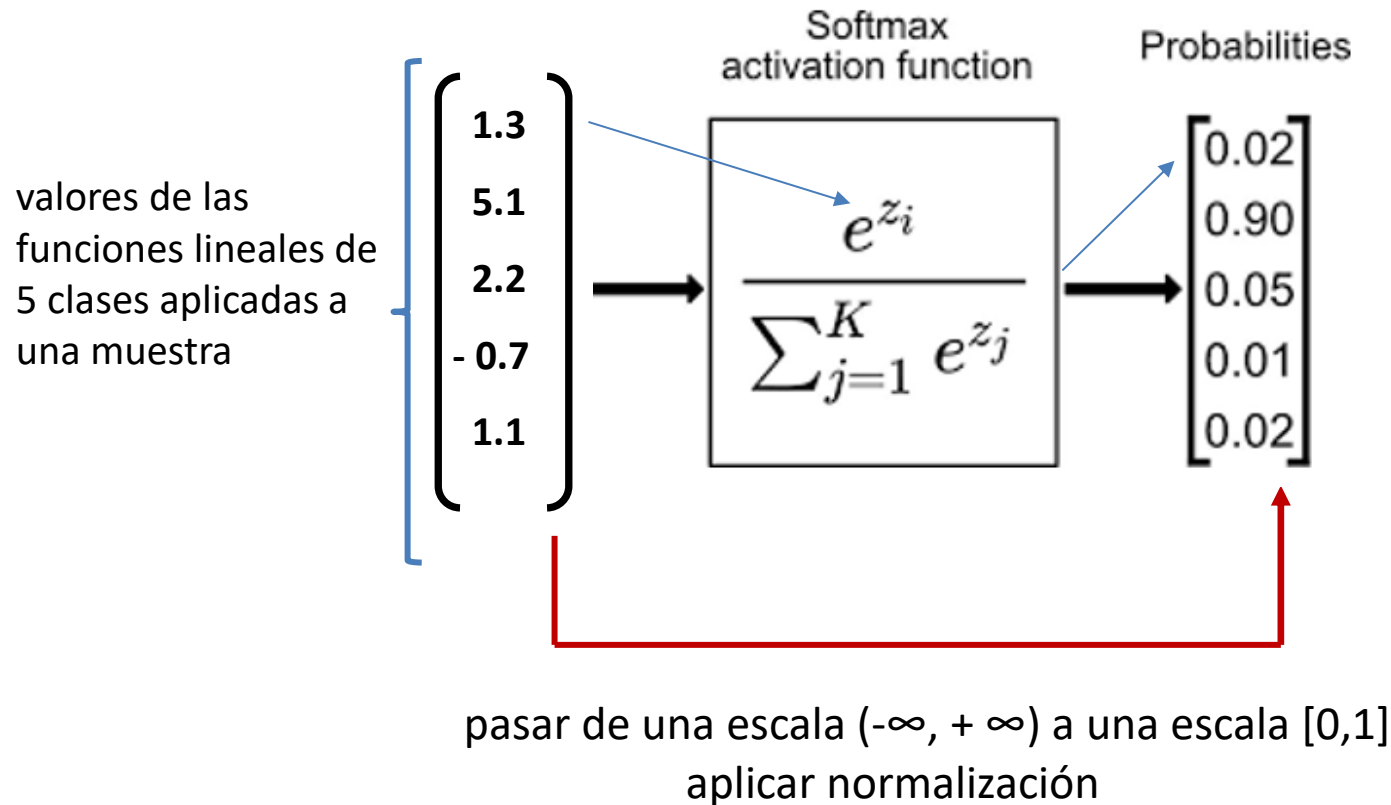 Softmax
activation function
Probabilities
valores de las
funciones lineales de
5 clases aplicadas a
una muestra
1.3
5.1
2.2
- 0.7
1.1
e^{z_i}
∑_{j=1}^{K} e^{z_j}
0.02
0.90
0.05
0.01
0.02
pasar de una escala (-∞, + ∞) a una escala [0,1]
aplicar normalización